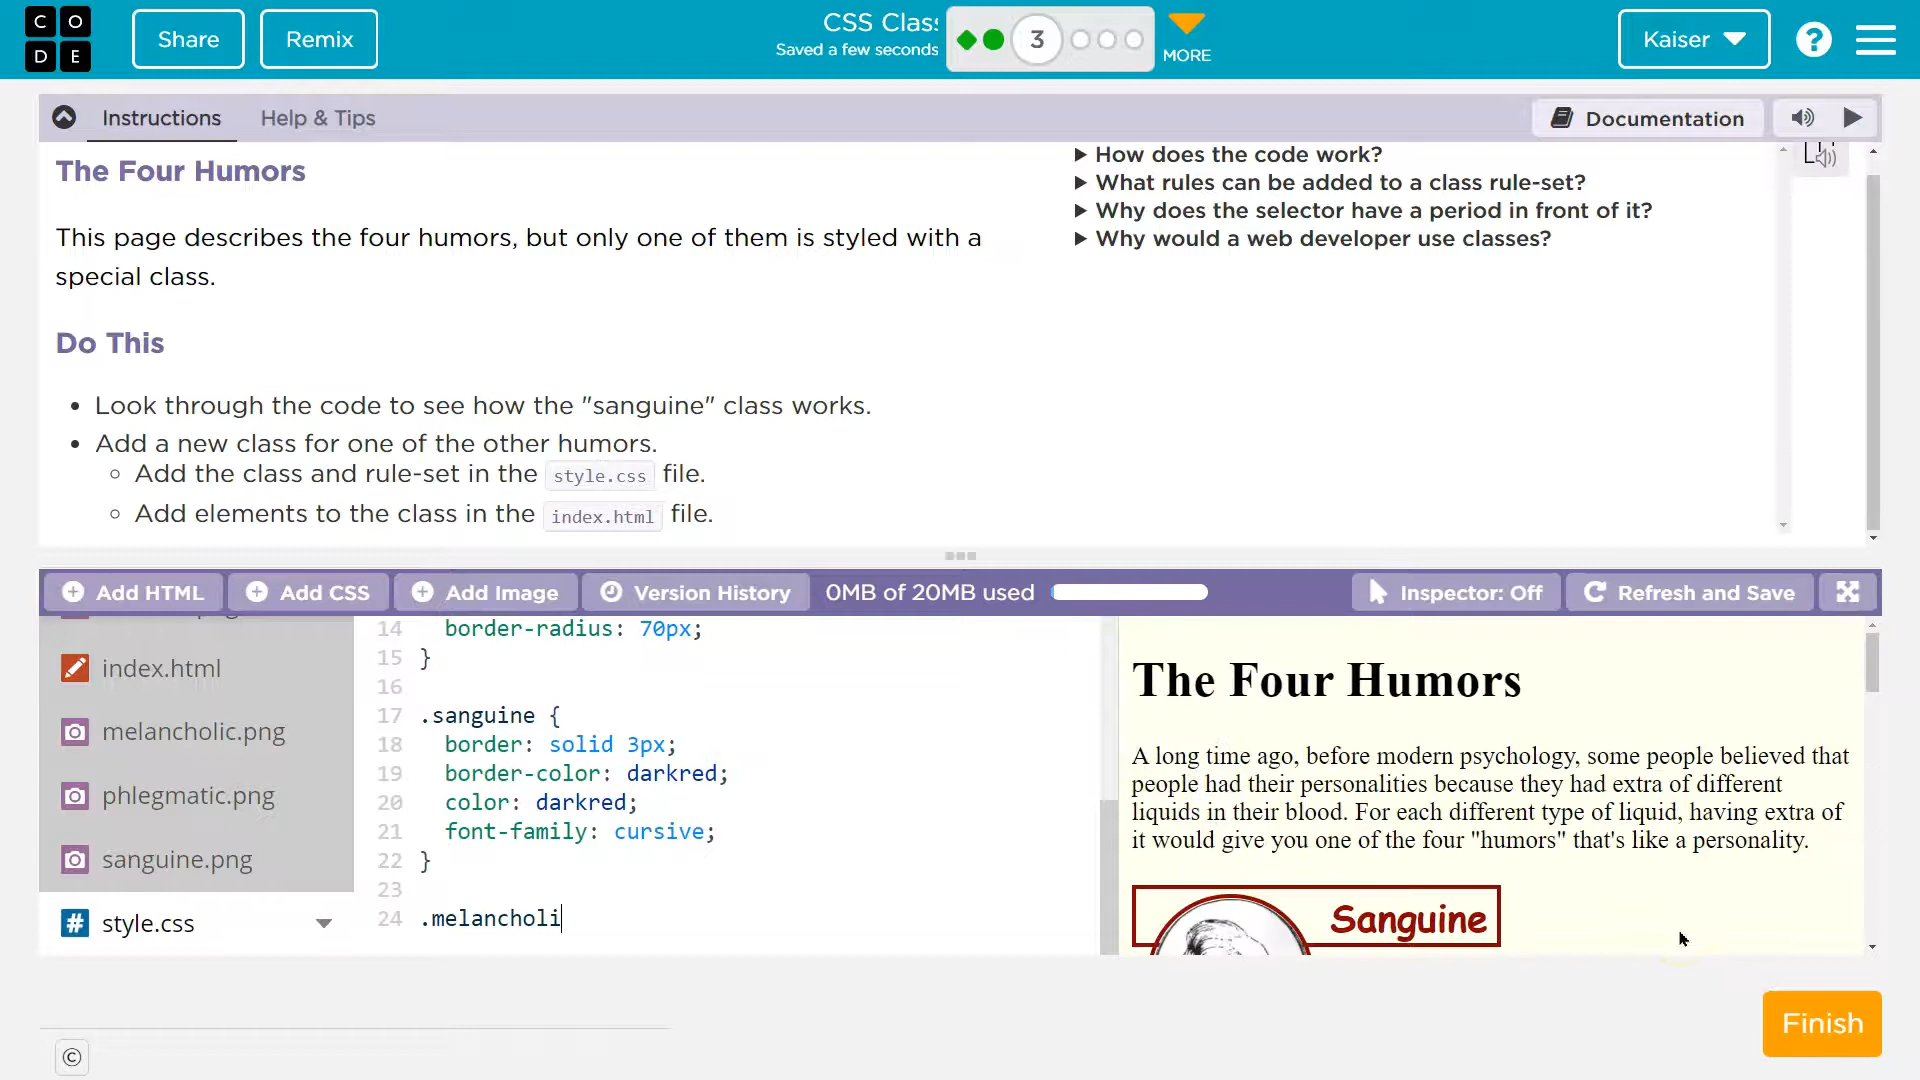 C O D E
Share
Remix
CSS Clas
Saved a few seconds
3
MORE
Kaiser
?
Instructions
Help & Tips
Documentation
The Four Humors
This page describes the four humors, but only one of them is styled with a
special class.
Do This
Look through the code to see how the "sanguine" class works.
Add a new class for one of the other humors.
Add the class and rule-set in the style.css file.
Add elements to the class in the index.html file.
How does the code work?
What rules can be added to a class rule-set?
Why does the selector have a period in front of it?
Why would a web developer use classes?
Add HTML
Add CSS
Add Image
Version History
0MB of 20MB used
Inspector: Off
Refresh and Save
index.html
melancholic.png
phlegmatic.png
sanguine.png
# style.css
14 border-radius: 70px;
15 }
16
17 .sanguine {
18 border: solid 3px;
19 border-color: darkred;
20 color: darkred;
21 font-family: cursive;
22 }
23
24 .melancholi
The Four Humors
A long time ago, before modern psychology, some people believed that
people had their personalities because they had extra of different
liquids in their blood. For each different type of liquid, having extra of
it would give you one of the four "humors" that's like a personality.
Sanguine
Finish
©